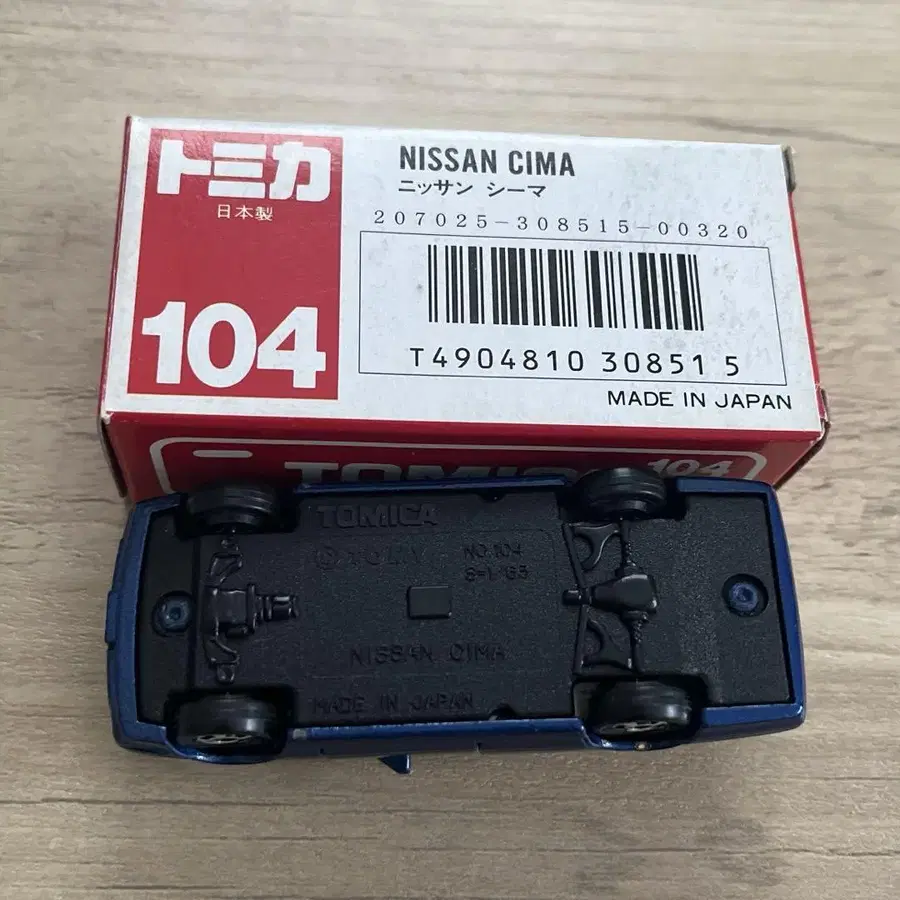 トミカ
日本製
104
NISSAN CIMA
ニッサン シーマ
207025-308515-00320
T4904810 30851 5
MADE IN JAPAN
TOMICA 104
TOMICA
© TOMY
NO.104
S=1/63
NISSAN CIMA
MADE IN JAPAN